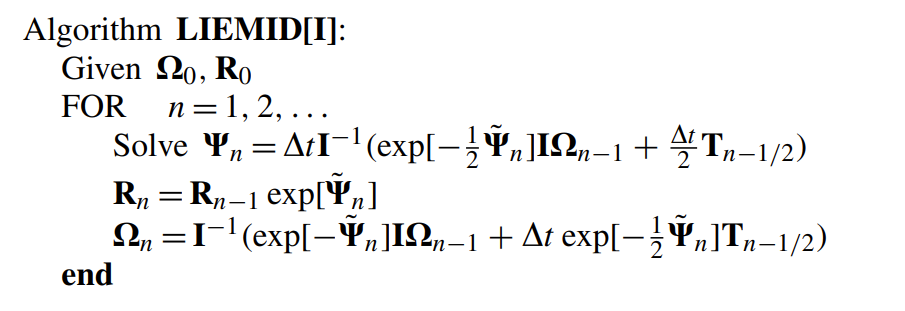 Algorithm LIEMID[I]:
Given Ω₀, R₀
FOR n = 1, 2, . . .
Solve Ψₙ = ΔtI⁻¹(exp[−½Ψ̃ₙ]IΩₙ₋₁ + Δt/2 Tₙ₋₁/₂)
Rₙ = Rₙ₋₁ exp[Ψ̃ₙ]
Ωₙ = I⁻¹(exp[−Ψ̃ₙ]IΩₙ₋₁ + Δt exp[−½Ψ̃ₙ]Tₙ₋₁/₂)
end